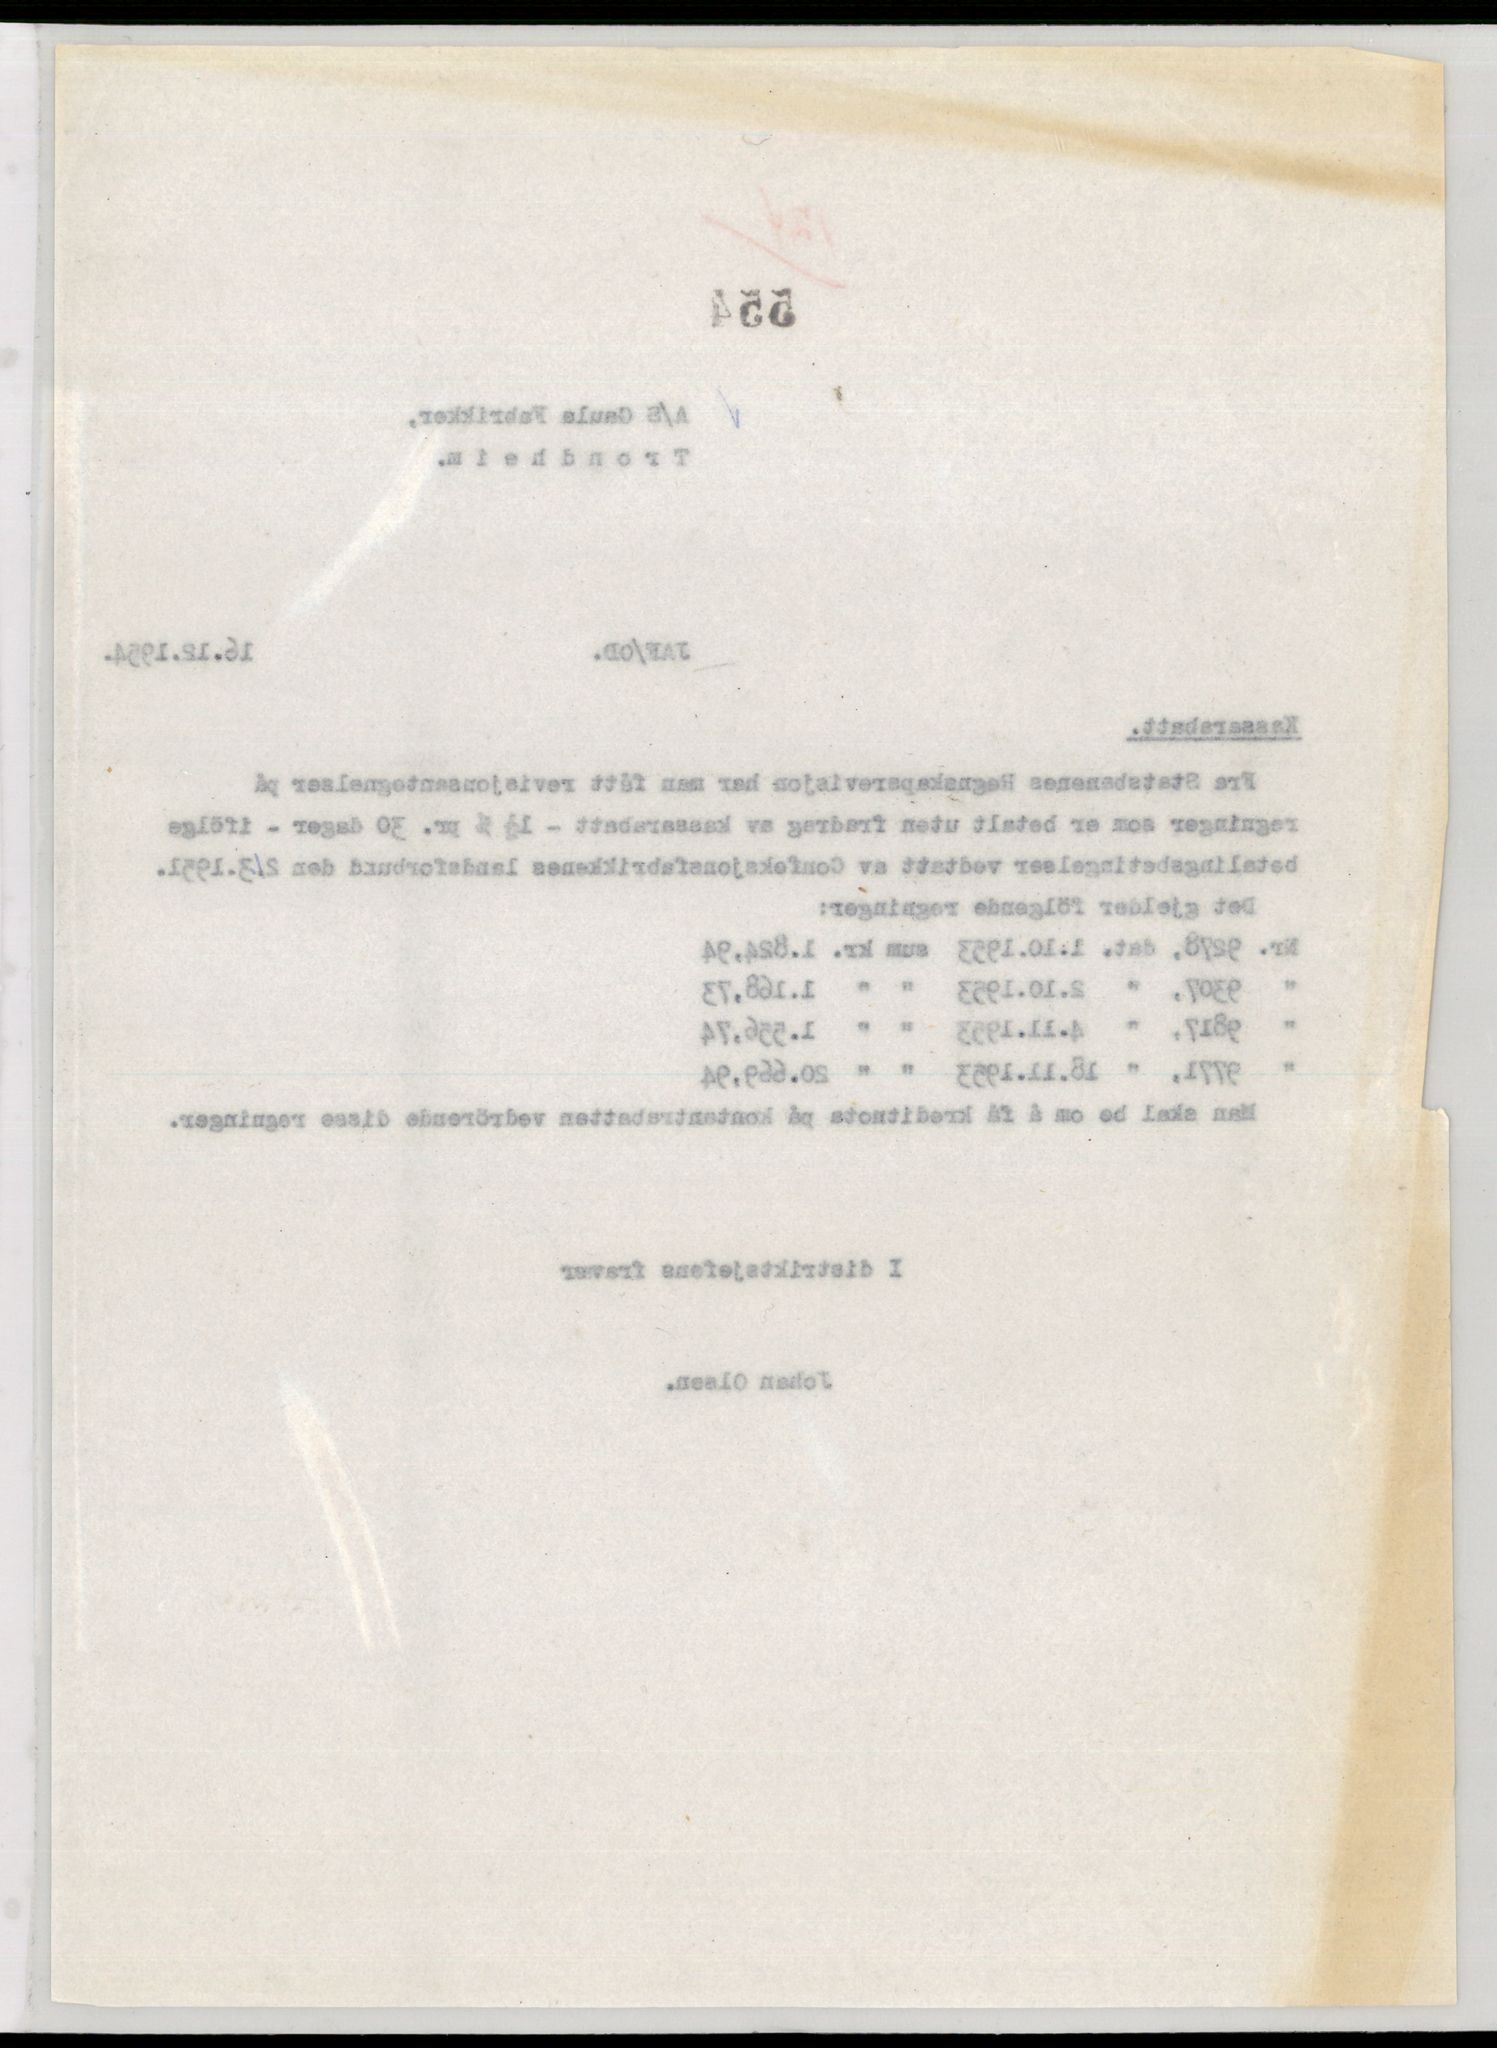 554
A/S Gaula Fabrikker,
Trondheim.
JAF/OD. 16.12.1954.
Kassarabatt.
Fra Statsbanenes Regnskapsrevisjon har man fått revisjonsantegnelser på
regninger som er betalt uten fradrag av kassarabatt - 1½ % pr. 30 dager - ifölge
betalingsbetingelser vedtatt av Confeksjonsfabrikkenes landsforbund den 2/3.1951.
Det gjelder fölgende regninger:
Nr. 9278, dat. 1.10.1953 sum kr. 1.824,94
" 9307, " 2.10.1953 " " 1.168,73
" 9817, " 4.11.1953 " " 1.556,74
" 9771, " 18.11.1953 " " 20.669,94
Man skal be om å få kreditnota på kontantrabatten vedrörende disse regninger.
I distriktsjefens fravær
Johan Olsen.